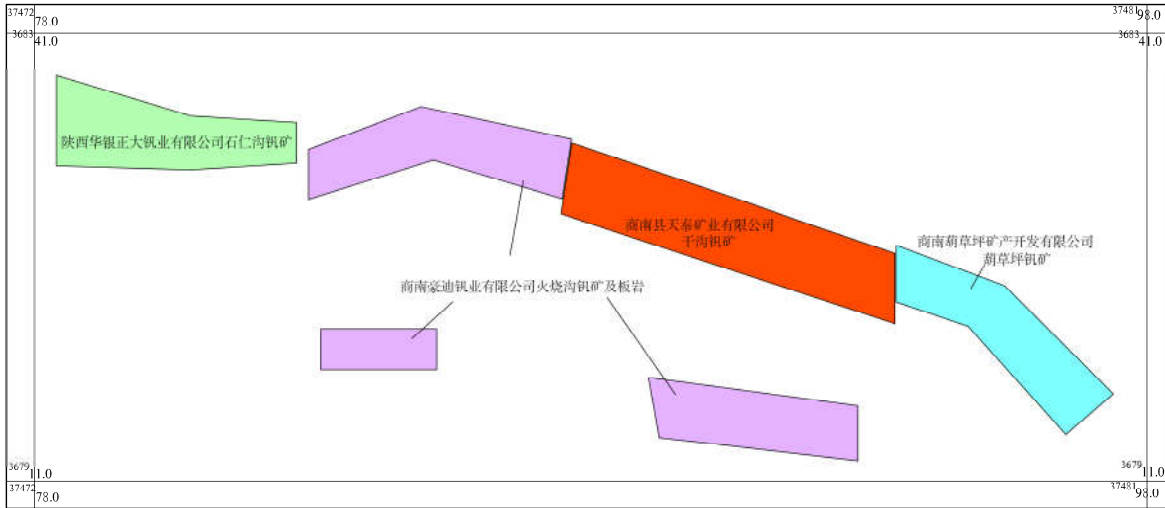 37472 78.0
37481 98.0
3683 41.0
41.0
陕西华银正大钒业有限公司石仁沟钒矿
商南县天泰矿业有限公司
干沟钒矿
商南葫草坪矿产开发有限公司
葫草坪钒矿
商南豪迪钒业有限公司火烧沟钒矿及板岩
3679 11.0
3679 11.0
37472 78.0
37481 98.0